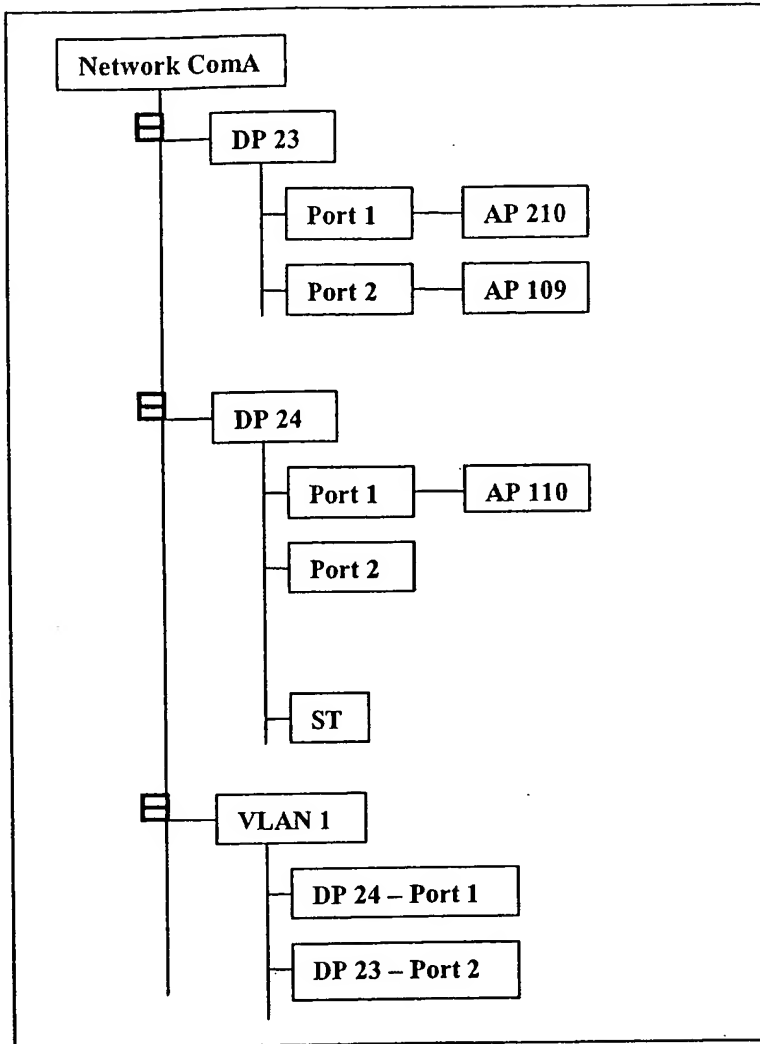 Network ComA
DP 23
Port 1
AP 210
Port 2
AP 109
DP 24
Port 1
AP 110
Port 2
ST
VLAN 1
DP 24 – Port 1
DP 23 – Port 2